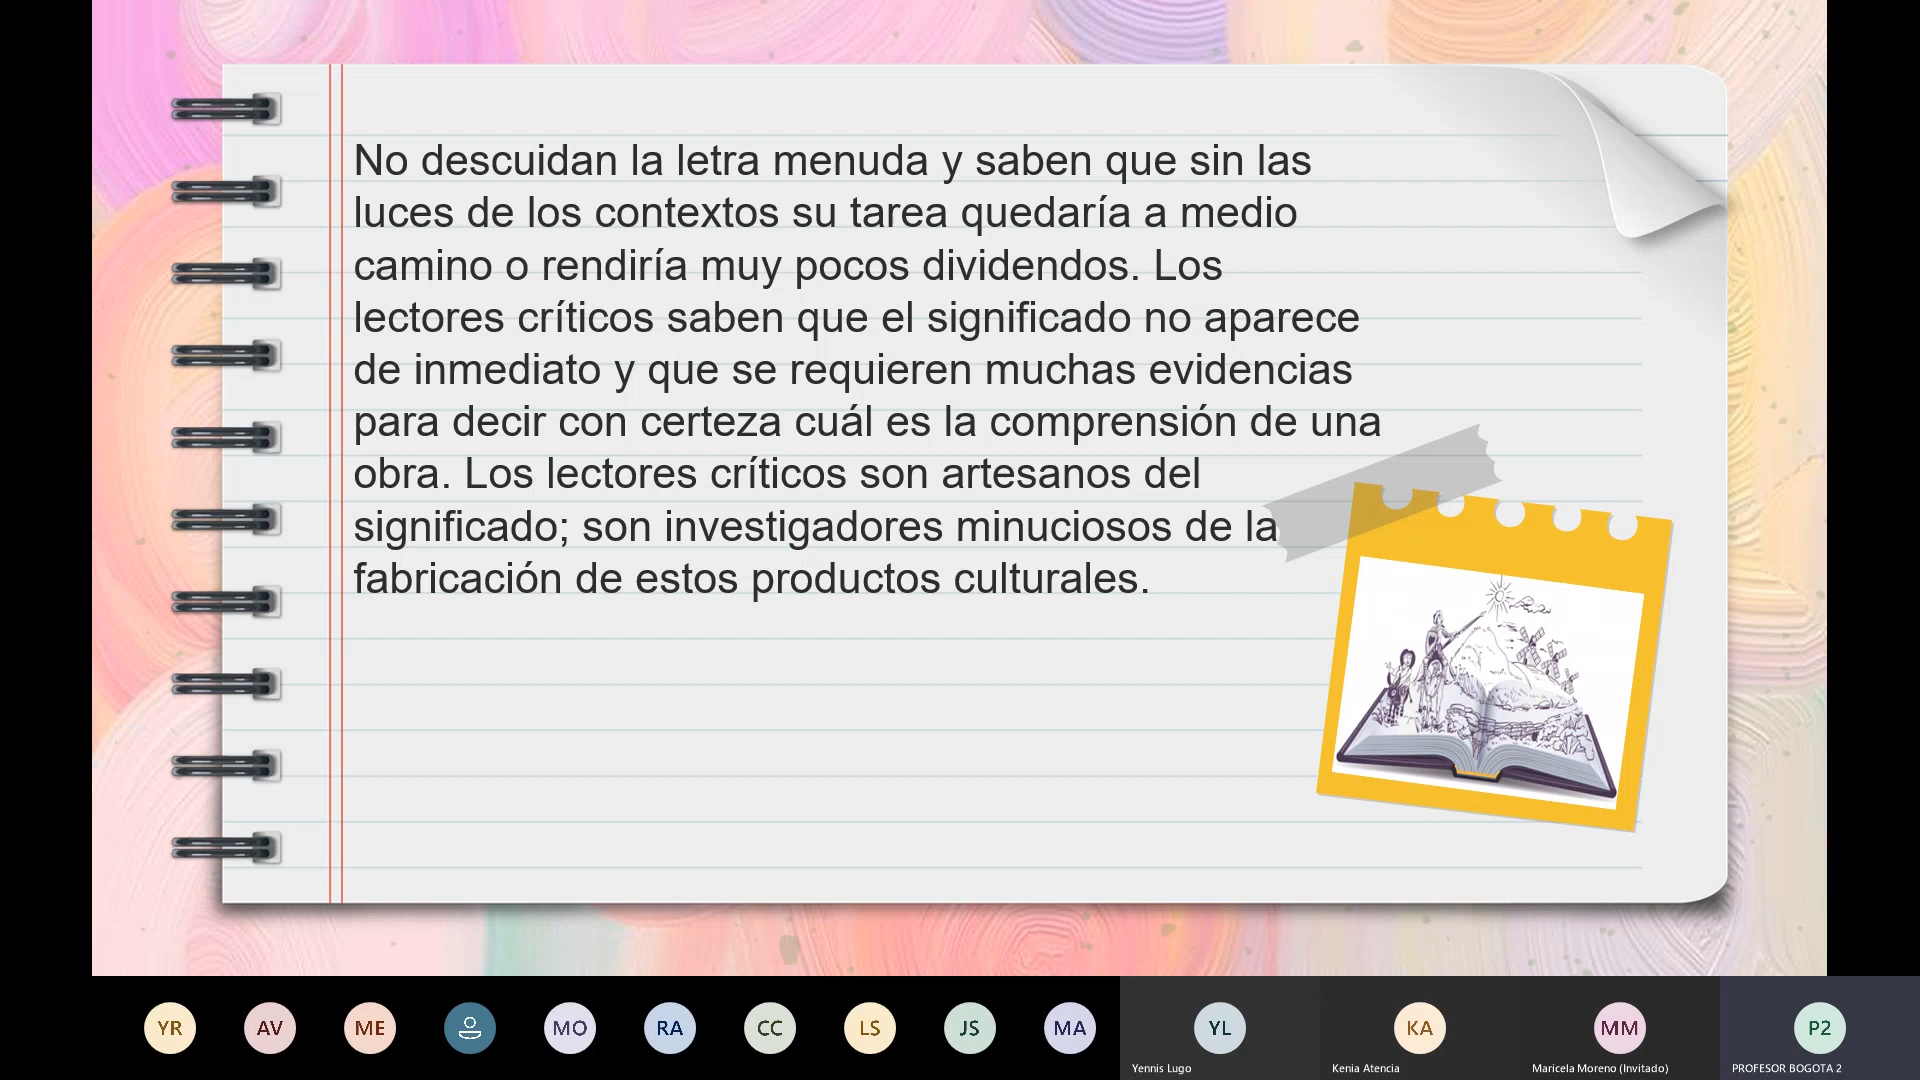 No descuidan la letra menuda y saben que sin las
luces de los contextos su tarea quedaría a medio
camino o rendiría muy pocos dividendos. Los
lectores críticos saben que el significado no aparece
de inmediato y que se requieren muchas evidencias
para decir con certeza cuál es la comprensión de una
obra. Los lectores críticos son artesanos del
significado; son investigadores minuciosos de la
fabricación de estos productos culturales.
YR AV ME MO RA CC LS JS MA YL KA MM P2
Yennis Lugo Kenia Atencia Maricela Moreno (Invitado) PROFESOR BOGOTA 2